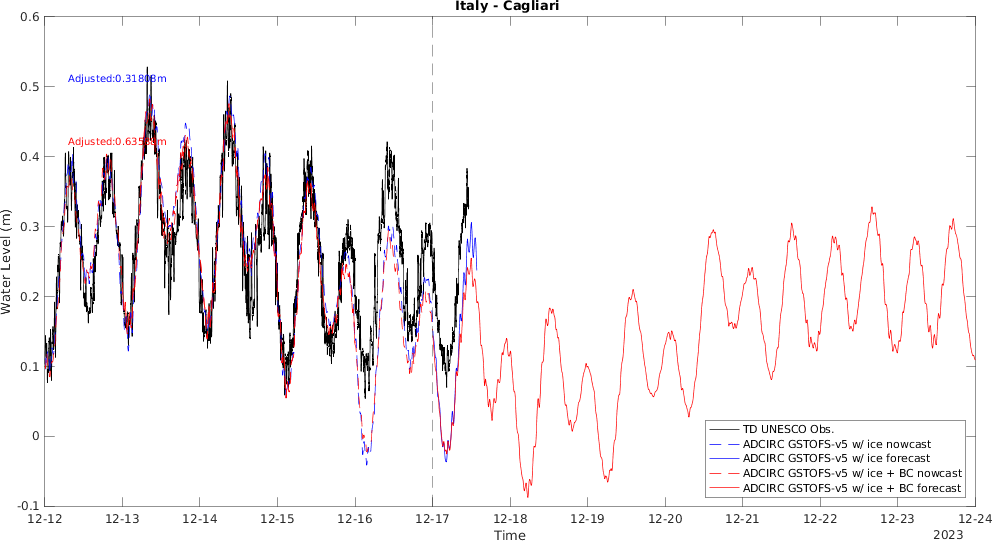 Italy - Cagliari
0.6
0.5
0.4
0.3
0.2
0.1
0
-0.1
Water Level (m)
Adjusted:0.31808m
TD UNESCO Obs.
ADCIRC GSTOFS-v5 w/ ice nowcast
ADCIRC GSTOFS-v5 w/ ice forecast
ADCIRC GSTOFS-v5 w/ ice + BC nowcast
ADCIRC GSTOFS-v5 w/ ice + BC forecast
12-12 12-13 12-14 12-15 12-16 12-17 12-18 12-19 12-20 12-21 12-22 12-23 12-24
Time
2023